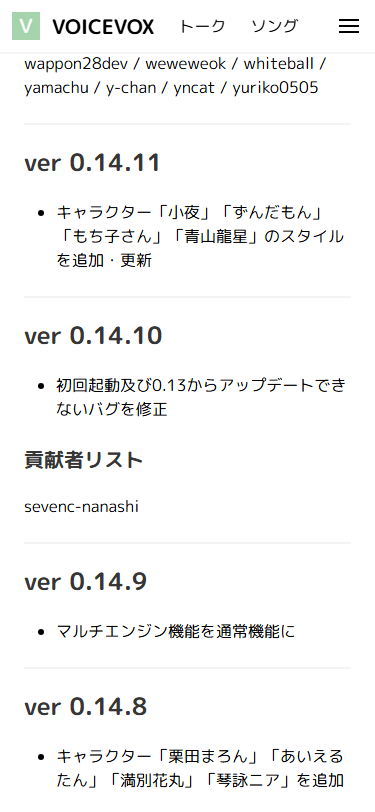 V VOICEVOX トーク ソング
wappon28dev / weweweok / whiteball /
yamachu / y-chan / yncat / yuriko0505
ver 0.14.11
キャラクター「小夜」「ずんだもん」
「もち子さん」「青山龍星」のスタイル
を追加・更新
ver 0.14.10
初回起動及び0.13からアップデートでき
ないバグを修正
貢献者リスト
sevenc-nanashi
ver 0.14.9
マルチエンジン機能を通常機能に
ver 0.14.8
キャラクター「栗田まろん」「あいえる
たん」「満別花丸」「琴詠ニア」を追加